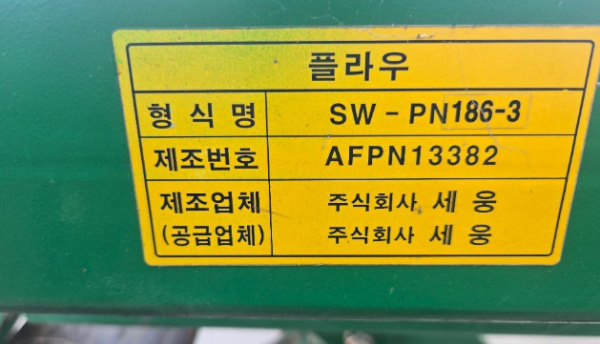 플라우
형식명 SW-PN186-3
제조번호 AFPN13382
제조업체 주식회사 세웅
(공급업체) 주식회사 세웅